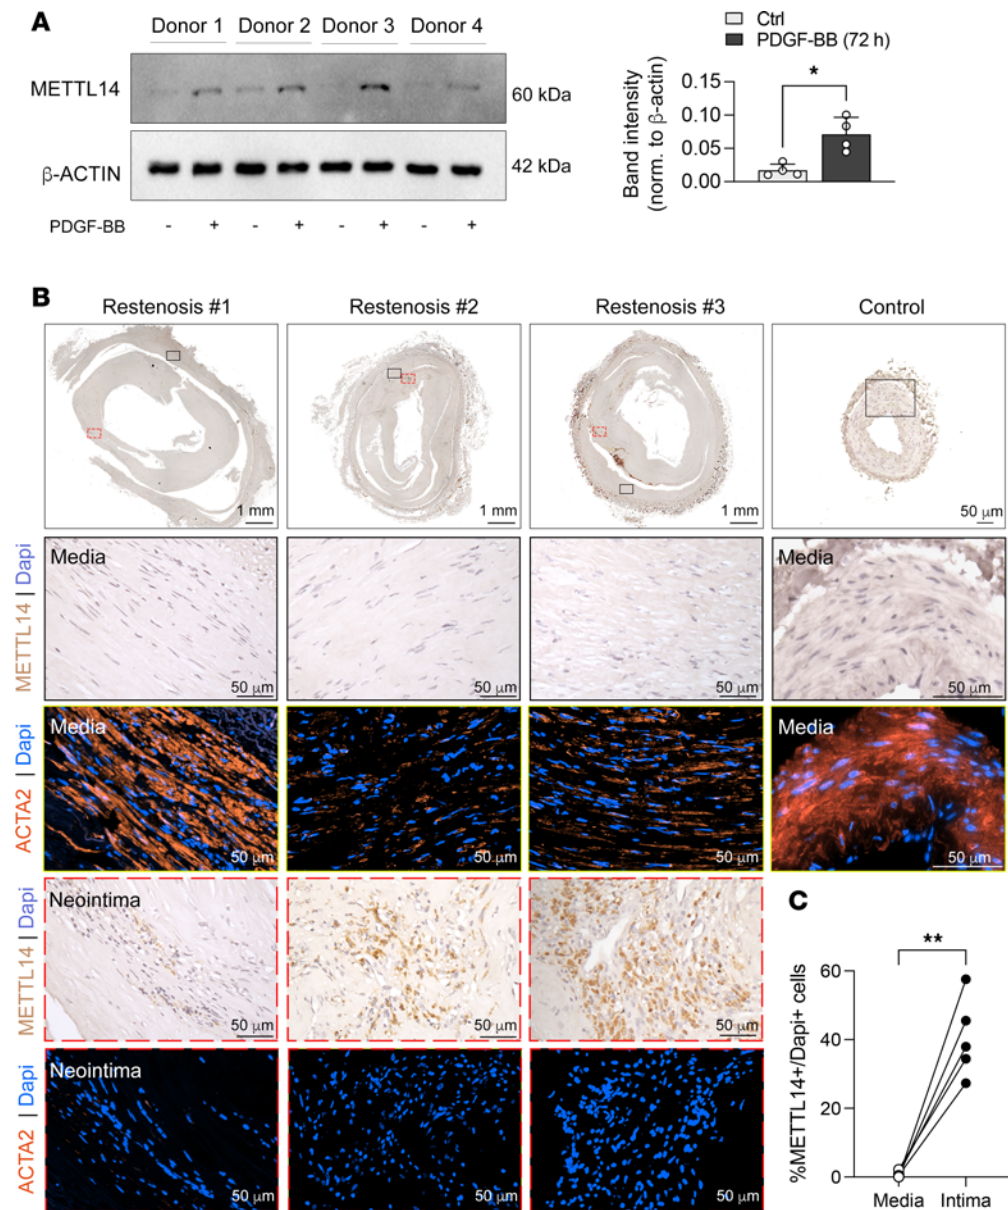 A
Donor 1 Donor 2 Donor 3 Donor 4
METTL14
60 kDa
β-ACTIN
42 kDa
PDGF-BB - + - + - + - +
Ctrl
PDGF-BB (72 h)
*
Band intensity
(norm. to β-actin)
0.15
0.10
0.05
0.00
B
Restenosis #1 Restenosis #2 Restenosis #3 Control
1 mm 1 mm 1 mm 50 μm
METTL14 | Dapi
Media Media
50 μm 50 μm 50 μm 50 μm
ACTA2 | Dapi
Media Media
50 μm 50 μm 50 μm 50 μm
METTL14 | Dapi
Neointima
50 μm 50 μm 50 μm
ACTA2 | Dapi
Neointima
50 μm 50 μm 50 μm
C
**
%METTL14+/Dapi+ cells
60
40
20
0
Media Intima